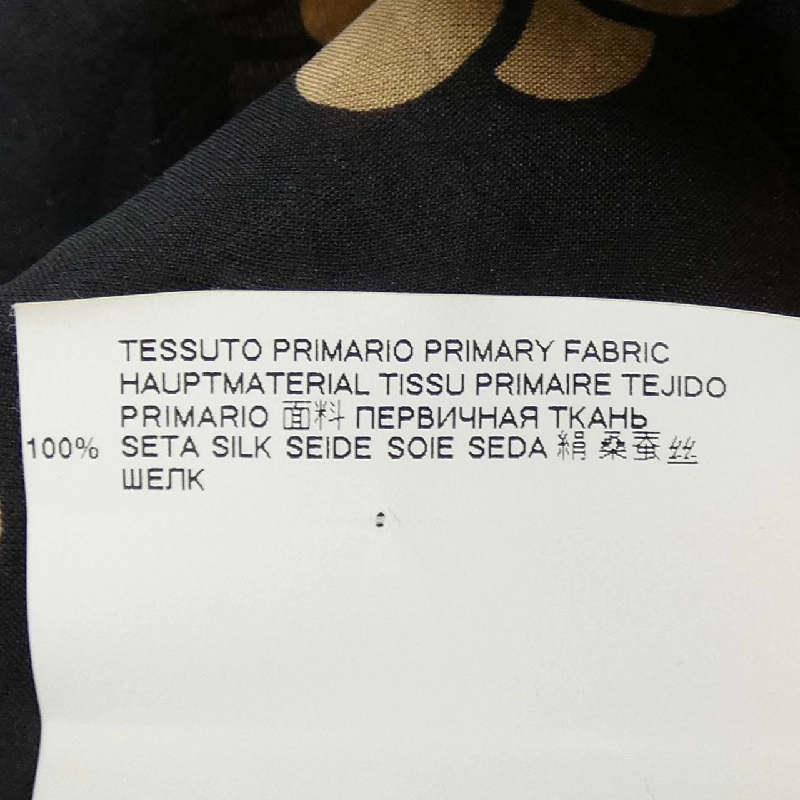 TESSUTO PRIMARIO PRIMARY FABRIC
HAUPTMATERIAL TISSU PRIMAIRE TEJIDO
PRIMARIO 面料 ПЕРВИЧНАЯ ТКАНЬ
100% SETA SILK SEIDE SOIE SEDA 絹 桑蚕丝
ШЕЛК